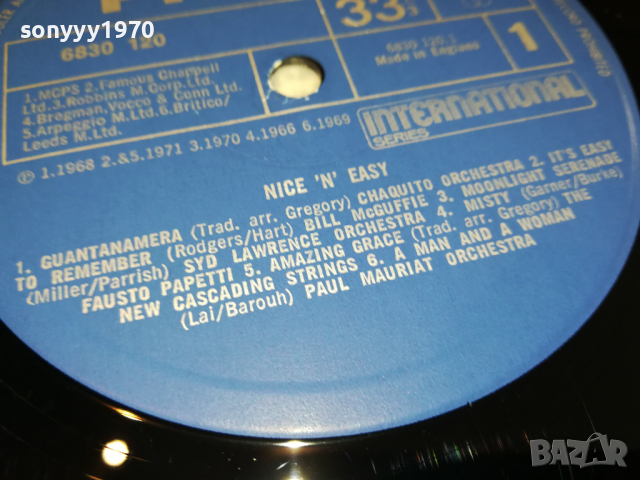 sonyyy1970
6830 120
33⅓
6830 120.1
Made in England
1
1.MCPS 2.Famous Chappell
Ltd.3.Robbins M.Corp.Ltd.
4.Bregman,Vocco & Conn Ltd.
5.Arpeggio M.Ltd. 6.Britico/
Leeds M.Ltd.
INTERNATIONAL
SERIES
℗ 1.1968 2.&5.1971 3.1970 4.1966 6.1969
NICE 'N' EASY
1. GUANTANAMERA (Trad. arr. Gregory) CHAQUITO ORCHESTRA 2. IT'S EASY
TO REMEMBER (Rodgers/Hart) BILL McGUFFIE 3. MOONLIGHT SERENADE
(Miller/Parrish) SYD LAWRENCE ORCHESTRA 4. MISTY (Garner/Burke)
FAUSTO PAPETTI 5. AMAZING GRACE (Trad. arr. Gregory) THE
NEW CASCADING STRINGS 6. A MAN AND A WOMAN
(Lai/Barouh) PAUL MAURIAT ORCHESTRA
BAZAR
bazar.bg